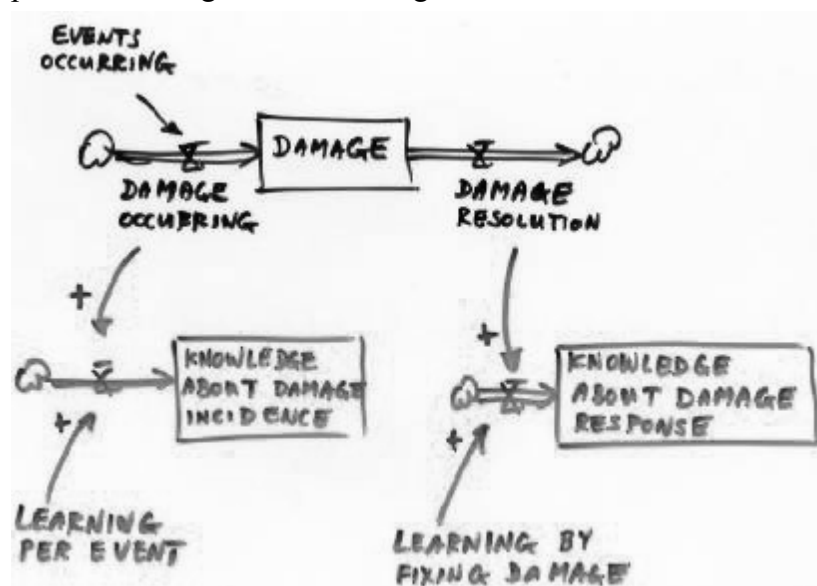 EVENTS
OCCURRING
DAMAGE
DAMAGE
OCCURRING
DAMAGE
RESOLUTION
+
+
KNOWLEDGE
ABOUT DAMAGE
INCIDENCE
KNOWLEDGE
ABOUT DAMAGE
RESPONSE
+
+
LEARNING
PER EVENT
LEARNING BY
FIXING DAMAGE